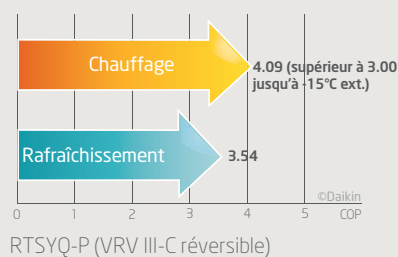 Chauffage
4.09 (supérieur à 3.00
jusqu'à -15°C ext.)
Rafraîchissement
3.54
©Daikin
0 1 2 3 4 5 COP
RTSYQ-P (VRV III-C réversible)